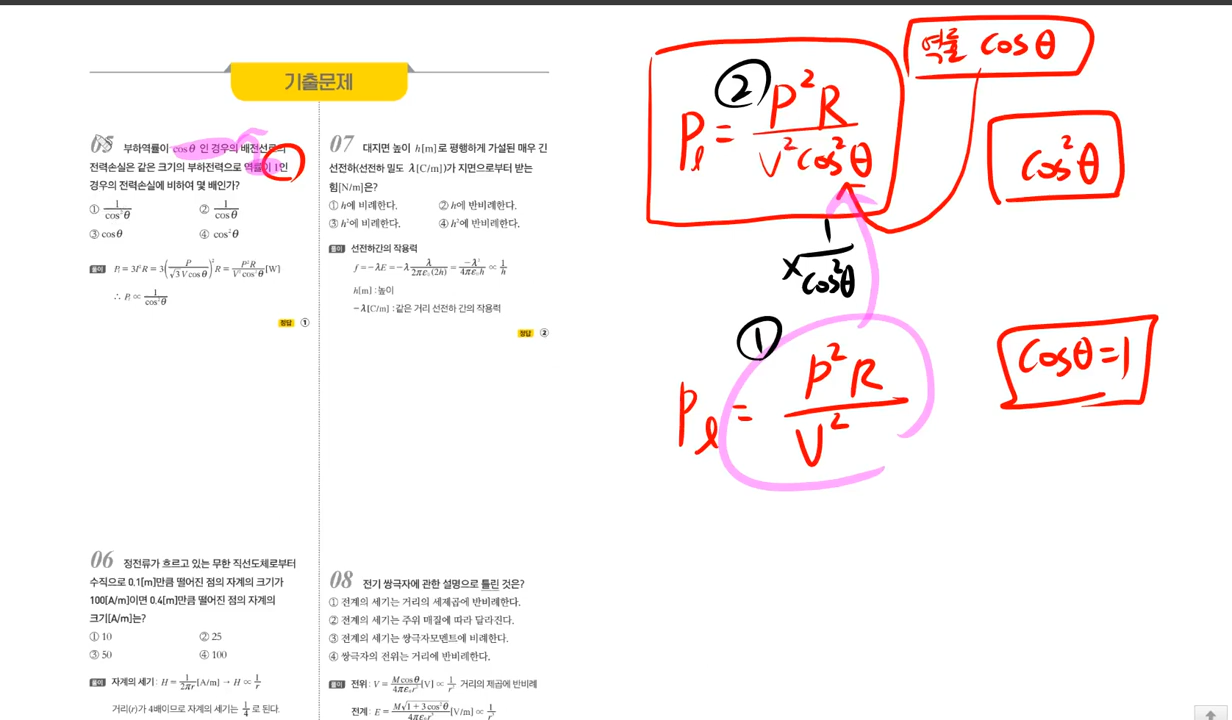 기출문제
05 부하역률이 cosθ인 경우의 배전선로의
전력손실은 같은 크기의 부하전력으로 역률이 1인
경우의 전력손실에 비하여 몇 배인가?
① 1/cos²θ ② 1/cosθ
③ cosθ ④ cos²θ
풀이 Pₗ = 3I²R = 3(P/√3 V cosθ)²R = P²R/V²cos²θ [W]
∴ Pₗ ∝ 1/cos²θ
정답 ①
06 정전류가 흐르고 있는 무한 직선도체로부터
수직으로 0.1[m]만큼 떨어진 점의 자계의 크기가
100[A/m]이면 0.4[m]만큼 떨어진 점의 자계의
크기[A/m]는?
① 10 ② 25
③ 50 ④ 100
풀이 자계의 세기 : H = 1/2πr [A/m] → H ∝ 1/r
거리(r)가 4배이므로 자계의 세기는 1/4로 된다.
07 대지면 높이 h[m]로 평행하게 가설된 매우 긴
선전하(선전하 밀도 λ[C/m])가 지면으로부터 받는
힘[N/m]은?
① h에 비례한다. ② h에 반비례한다.
③ h²에 비례한다. ④ h²에 반비례한다.
풀이 선전하간의 작용력
f = −λE = −λ λ/2πε₀(2h) = −λ²/4πε₀h ∝ 1/h
h[m] : 높이
−λ[C/m] : 같은 거리 선전하 간의 작용력
정답 ②
08 전기 쌍극자에 관한 설명으로 틀린 것은?
① 전계의 세기는 거리의 세제곱에 반비례한다.
② 전계의 세기는 주위 매질에 따라 달라진다.
③ 전계의 세기는 쌍극자모멘트에 비례한다.
④ 쌍극자의 전위는 거리에 반비례한다.
풀이 전위 : V = Mcosθ/4πε₀r² [V] ∝ 1/r² 거리의 제곱에 반비례
전계 : E = M√1+3cos²θ/4πε₀r³ [V/m] ∝ 1/r³
역률 cosθ
② Pₗ = P²R/V²cos²θ
cos²θ
× 1/cos²θ
① Pₗ = P²R/V²
cosθ=1